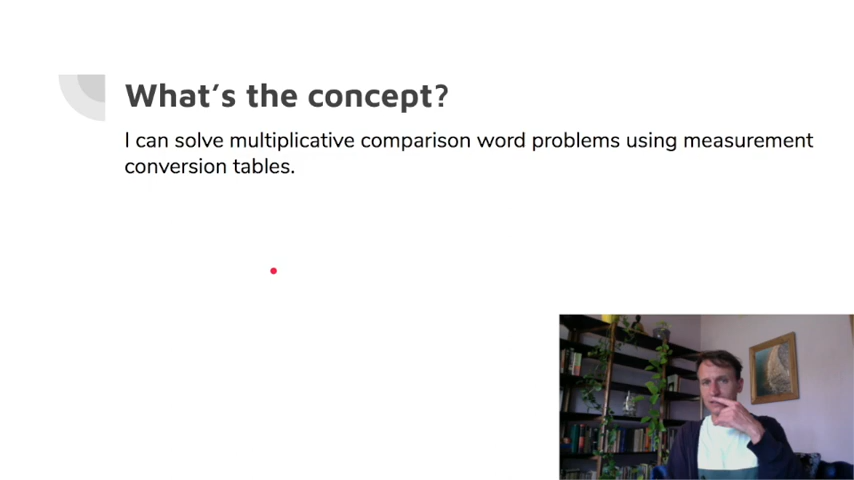 What's the concept?
I can solve multiplicative comparison word problems using measurement
conversion tables.